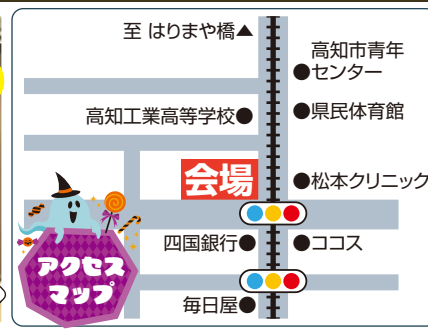 至 はりまや橋▲
高知市青年
●センター
高知工業高等学校●
●県民体育館
会場
●松本クリニック
四国銀行●
●ココス
毎日屋●
アクセス
マップ